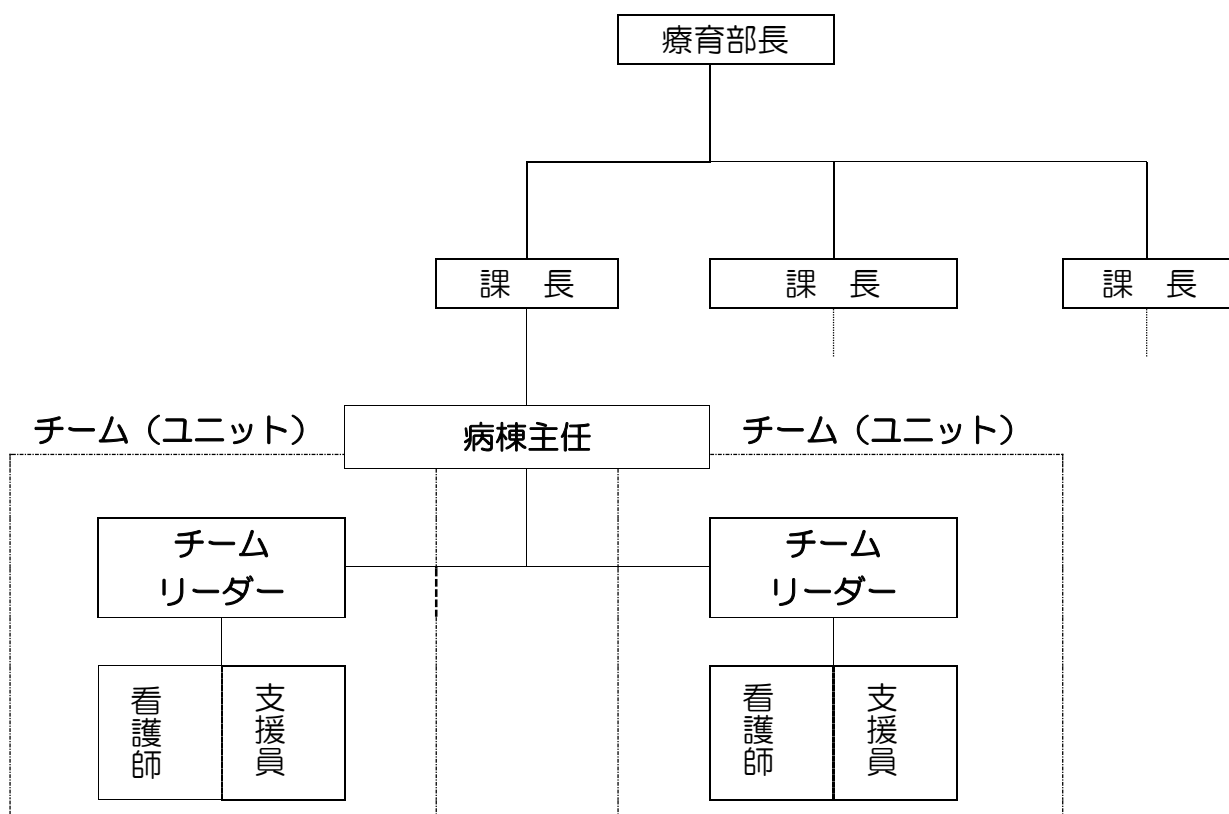 療育部長
課　長
課　長
課　長
チーム（ユニット）
病棟主任
チーム（ユニット）
チーム
リーダー
チーム
リーダー
看護師
支援員
看護師
支援員